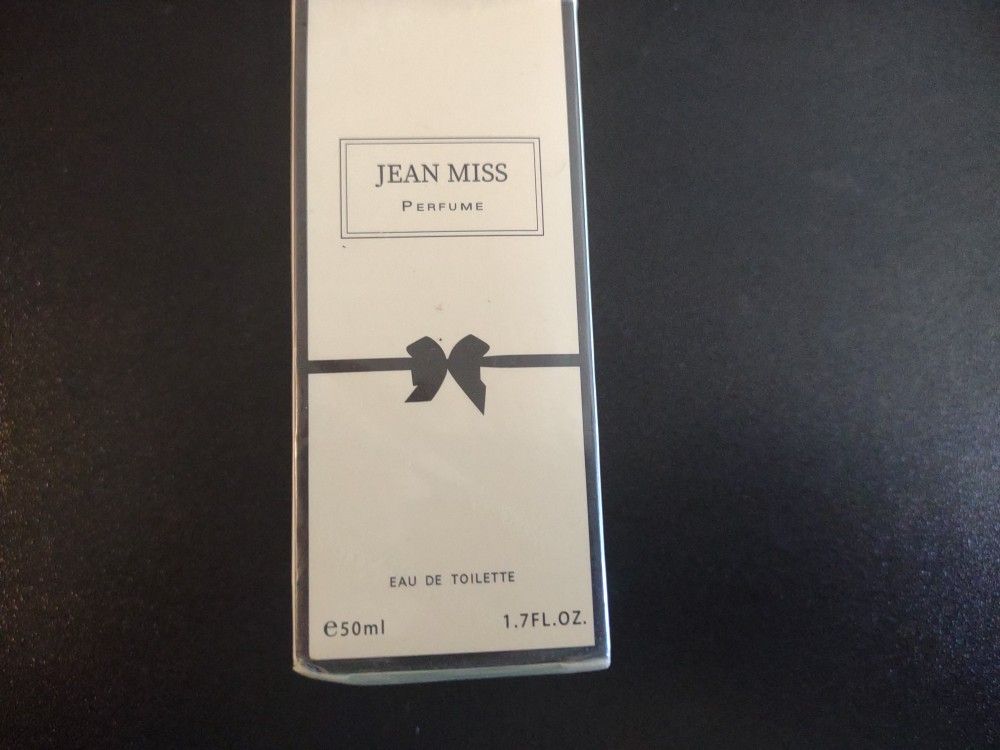 JEAN MISS
PERFUME
EAU DE TOILETTE
℮50ml 1.7FL.OZ.